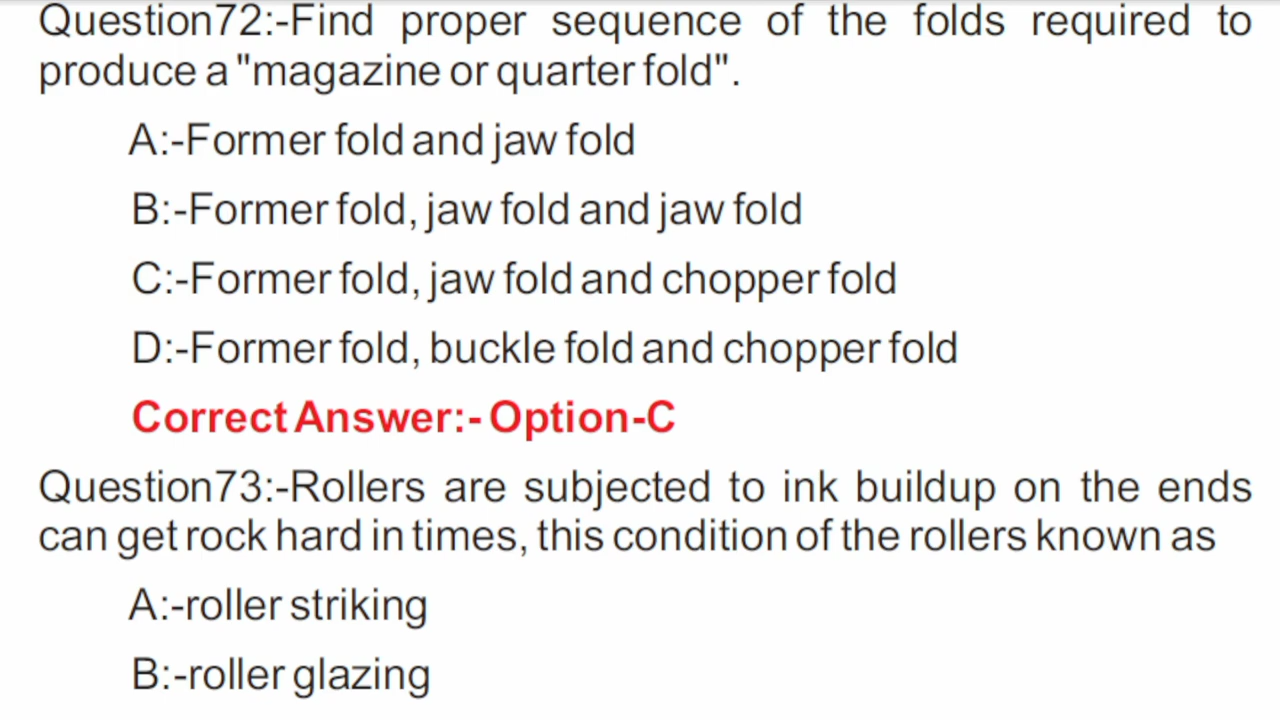 Question72:-Find proper sequence of the folds required to
produce a "magazine or quarter fold".
A:-Former fold and jaw fold
B:-Former fold, jaw fold and jaw fold
C:-Former fold, jaw fold and chopper fold
D:-Former fold, buckle fold and chopper fold
Correct Answer:- Option-C
Question73:-Rollers are subjected to ink buildup on the ends
can get rock hard in times, this condition of the rollers known as
A:-roller striking
B:-roller glazing